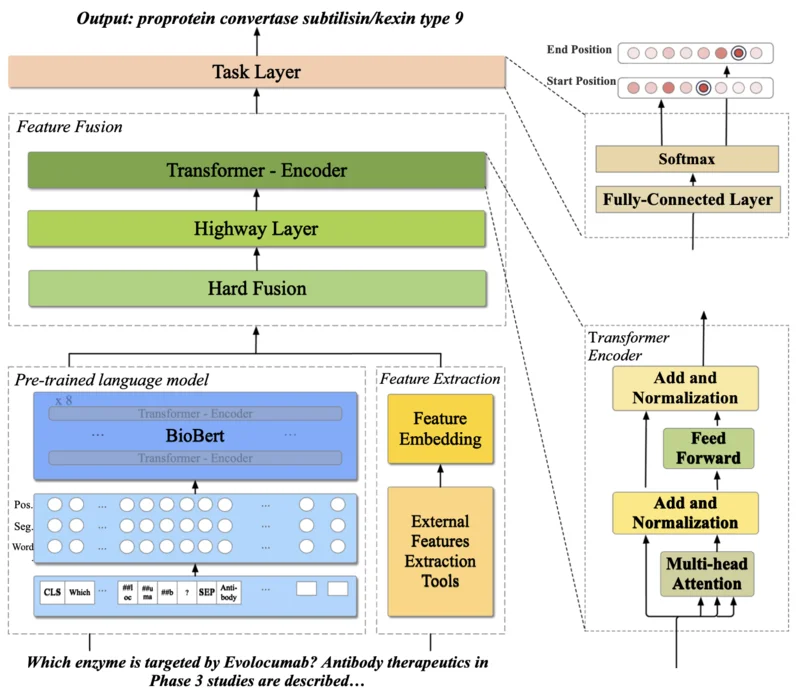 Output: proprotein convertase subtilisin/kexin type 9
Task Layer
Feature Fusion
Transformer - Encoder
Highway Layer
Hard Fusion
Pre-trained language model
x 8
Transformer - Encoder
... BioBert ...
Transformer - Encoder
Pos. ... ...
Seg. ... ...
Word ... ...
CLS Which ... ##l ##u ##b ? SEP Anti- ...
oc ma body
Feature Extraction
Feature
Embedding
External
Features
Extraction
Tools
Which enzyme is targeted by Evolocumab? Antibody therapeutics in
Phase 3 studies are described…
End Position
Start Position
Softmax
Fully-Connected Layer
Transformer
Encoder
Add and
Normalization
Feed
Forward
Add and
Normalization
Multi-head
Attention